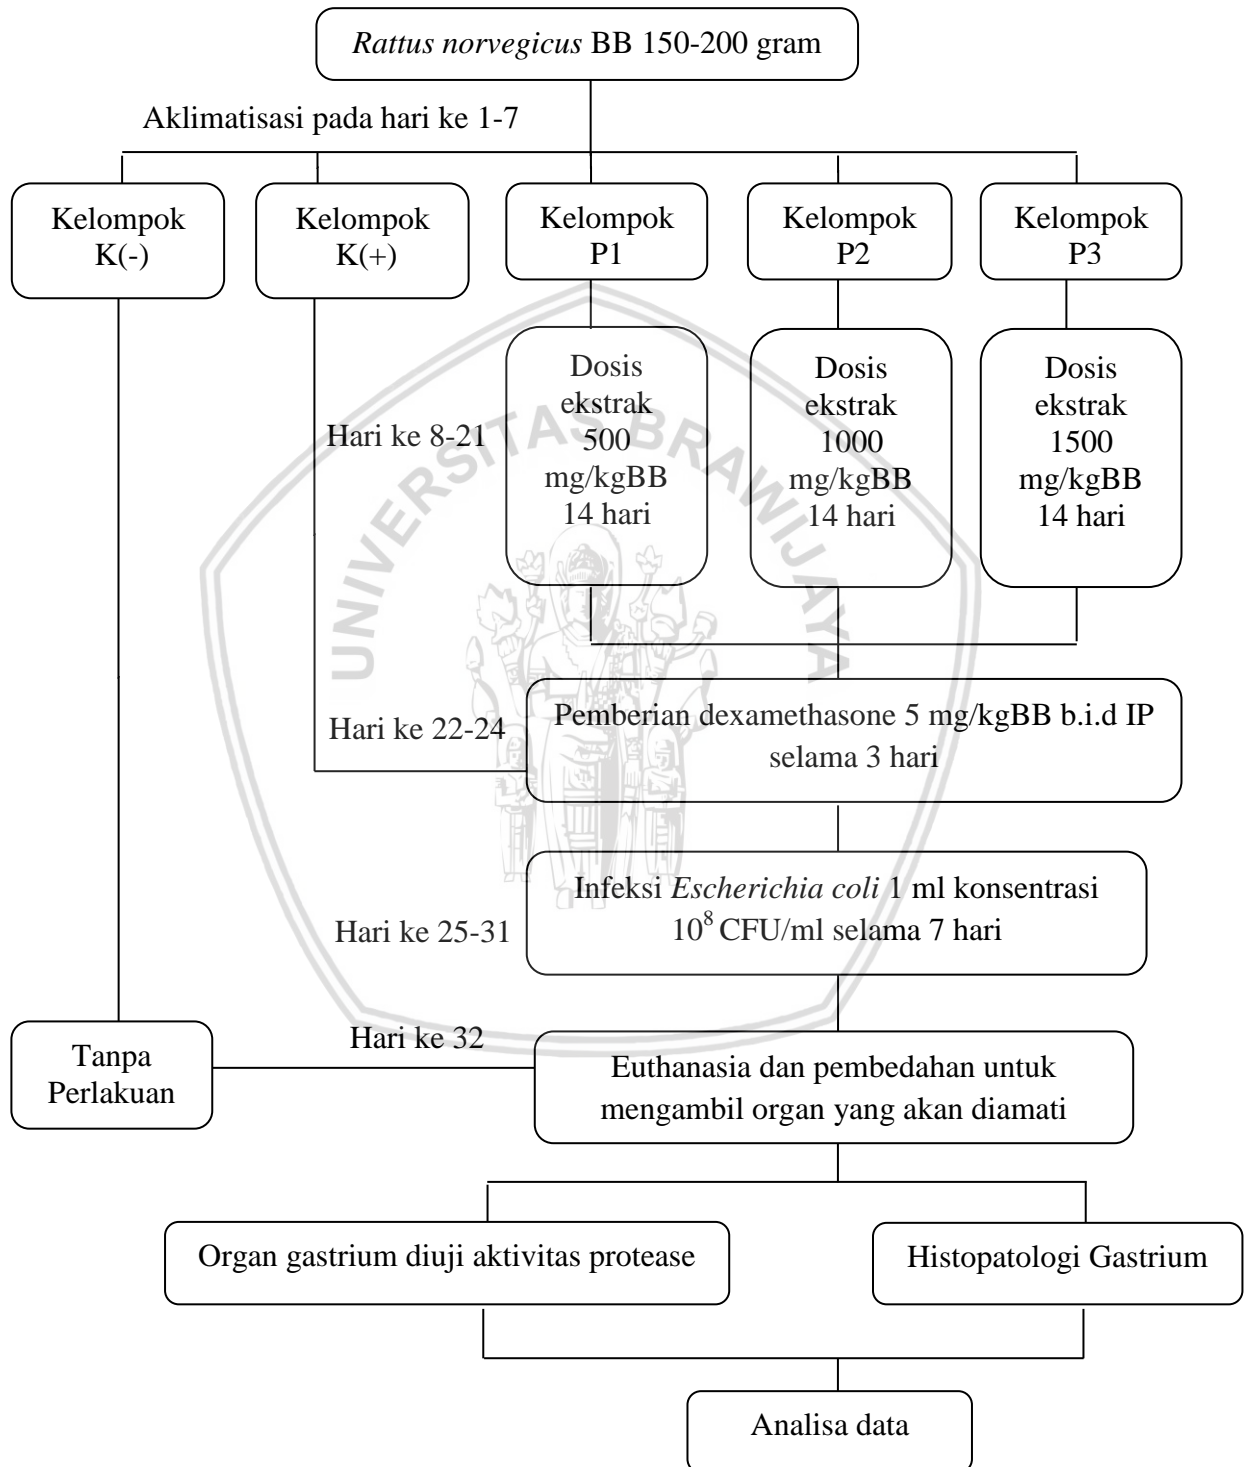 Rattus norvegicus BB 150-200 gram
Aklimatisasi pada hari ke 1-7
Kelompok
K(-)
Kelompok
K(+)
Kelompok
P1
Kelompok
P2
Kelompok
P3
Hari ke 8-21
Dosis
ekstrak
500
mg/kgBB
14 hari
Dosis
ekstrak
1000
mg/kgBB
14 hari
Dosis
ekstrak
1500
mg/kgBB
14 hari
UNIVERSITAS BRAWIJAYA
Hari ke 22-24
Pemberian dexamethasone 5 mg/kgBB b.i.d IP
selama 3 hari
Hari ke 25-31
Infeksi Escherichia coli 1 ml konsentrasi
10⁸ CFU/ml selama 7 hari
Tanpa
Perlakuan
Hari ke 32
Euthanasia dan pembedahan untuk
mengambil organ yang akan diamati
Organ gastrium diuji aktivitas protease
Histopatologi Gastrium
Analisa data